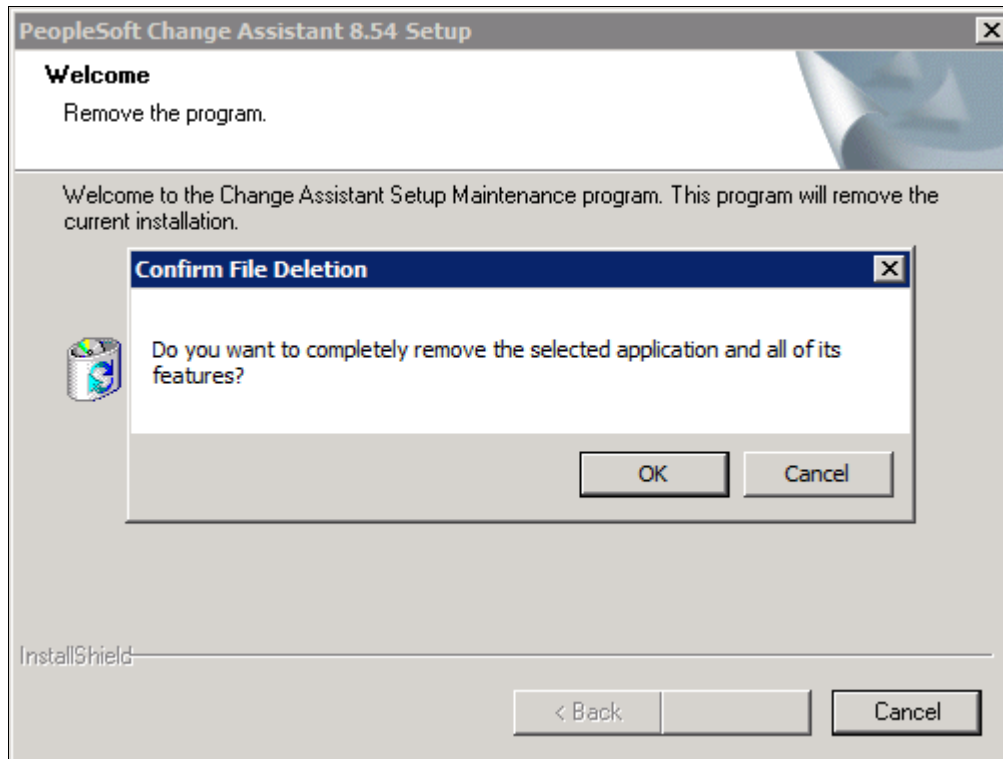 PeopleSoft Change Assistant 8.54 Setup
Welcome
Remove the program.
Welcome to the Change Assistant Setup Maintenance program. This program will remove the
current installation.
Confirm File Deletion
Do you want to completely remove the selected application and all of its
features?
OK
Cancel
InstallShield
< Back
Cancel